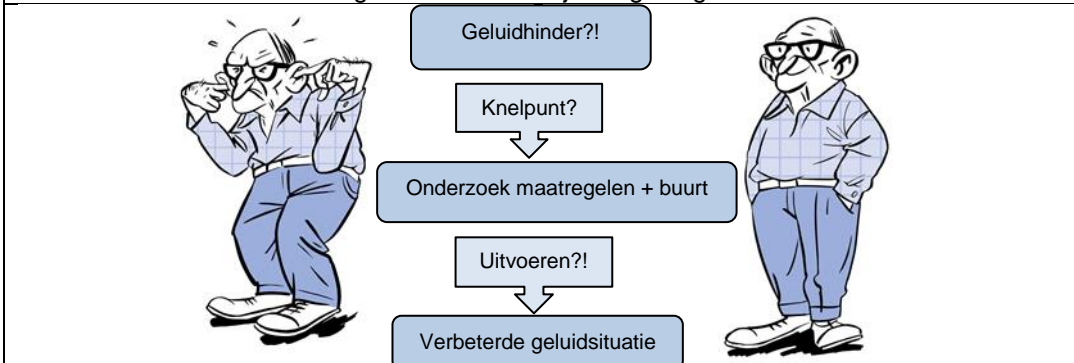 Geluidhinder?!
Knelpunt?
Onderzoek maatregelen + buurt
Uitvoeren?!
Verbeterde geluidsituatie